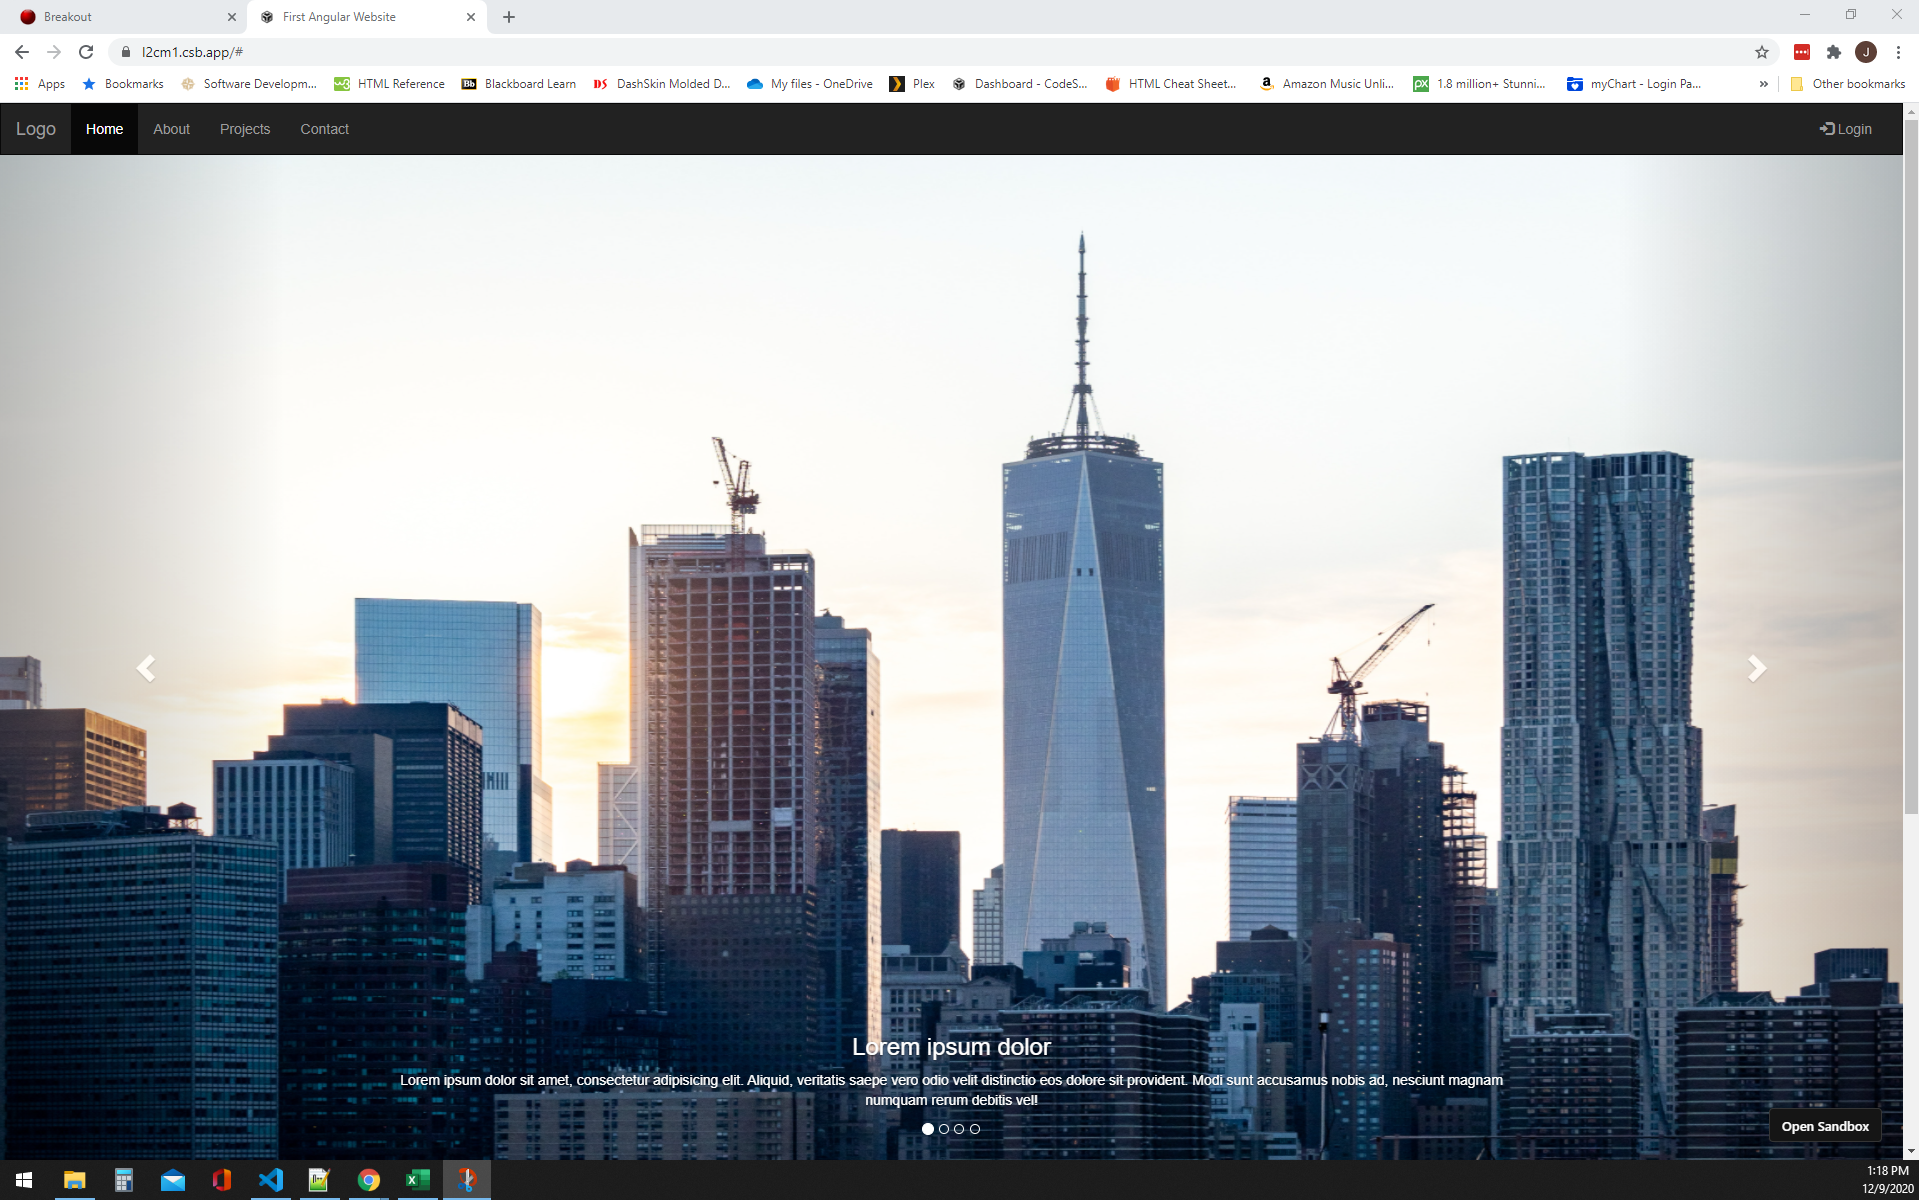 Breakout
First Angular Website
l2cm1.csb.app/#
J
Apps
Bookmarks
Software Developm...
HTML Reference
Bb Blackboard Learn
DS DashSkin Molded D...
My files - OneDrive
Plex
Dashboard - CodeS...
HTML Cheat Sheet...
a Amazon Music Unli...
px 1.8 million+ Stunni...
myChart - Login Pa...
»
Other bookmarks
Logo
Home
About
Projects
Contact
Login
Lorem ipsum dolor
Lorem ipsum dolor sit amet, consectetur adipisicing elit. Aliquid, veritatis saepe vero odio velit distinctio eos dolore sit provident. Modi sunt accusamus nobis ad, nesciunt magnam
numquam rerum debitis vel!
Open Sandbox
1:18 PM
12/9/2020